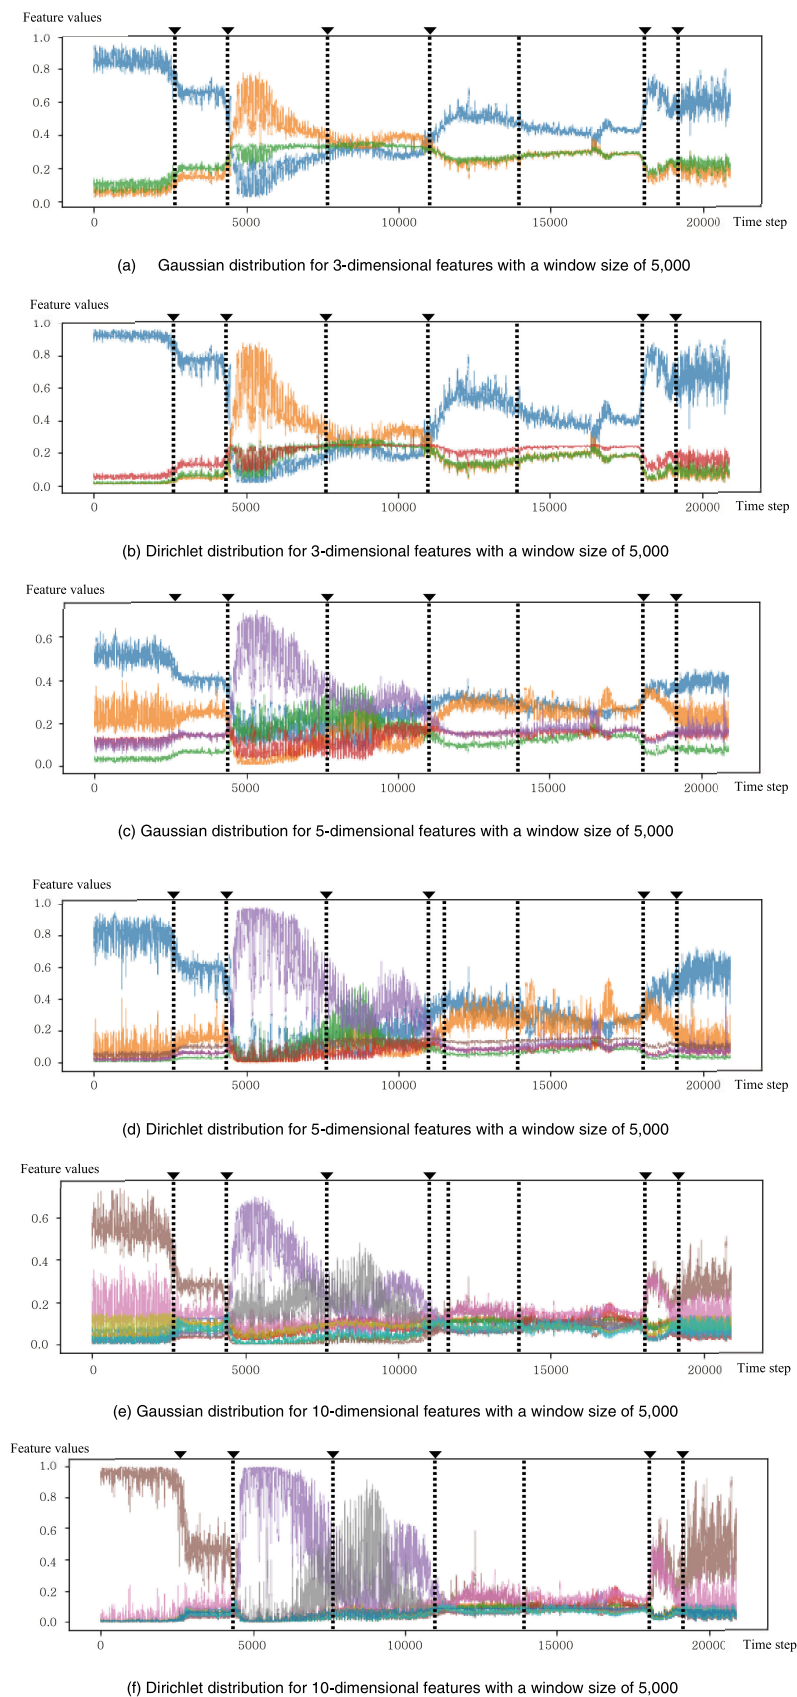 Feature values
1.0
0.8
0.6
0.4
0.2
0.0
0 5000 10000 15000 20000 Time step
(a) Gaussian distribution for 3-dimensional features with a window size of 5,000
Feature values
1.0
0.8
0.6
0.4
0.2
0.0
0 5000 10000 15000 20000 Time step
(b) Dirichlet distribution for 3-dimensional features with a window size of 5,000
Feature values
0.6
0.4
0.2
0.0
0 5000 10000 15000 20000 Time step
(c) Gaussian distribution for 5-dimensional features with a window size of 5,000
Feature values
1.0
0.8
0.6
0.4
0.2
0.0
0 5000 10000 15000 20000 Time step
(d) Dirichlet distribution for 5-dimensional features with a window size of 5,000
Feature values
0.6
0.4
0.2
0.0
0 5000 10000 15000 20000 Time step
(e) Gaussian distribution for 10-dimensional features with a window size of 5,000
Feature values
1.0
0.8
0.6
0.4
0.2
0.0
0 5000 10000 15000 20000 Time step
(f) Dirichlet distribution for 10-dimensional features with a window size of 5,000